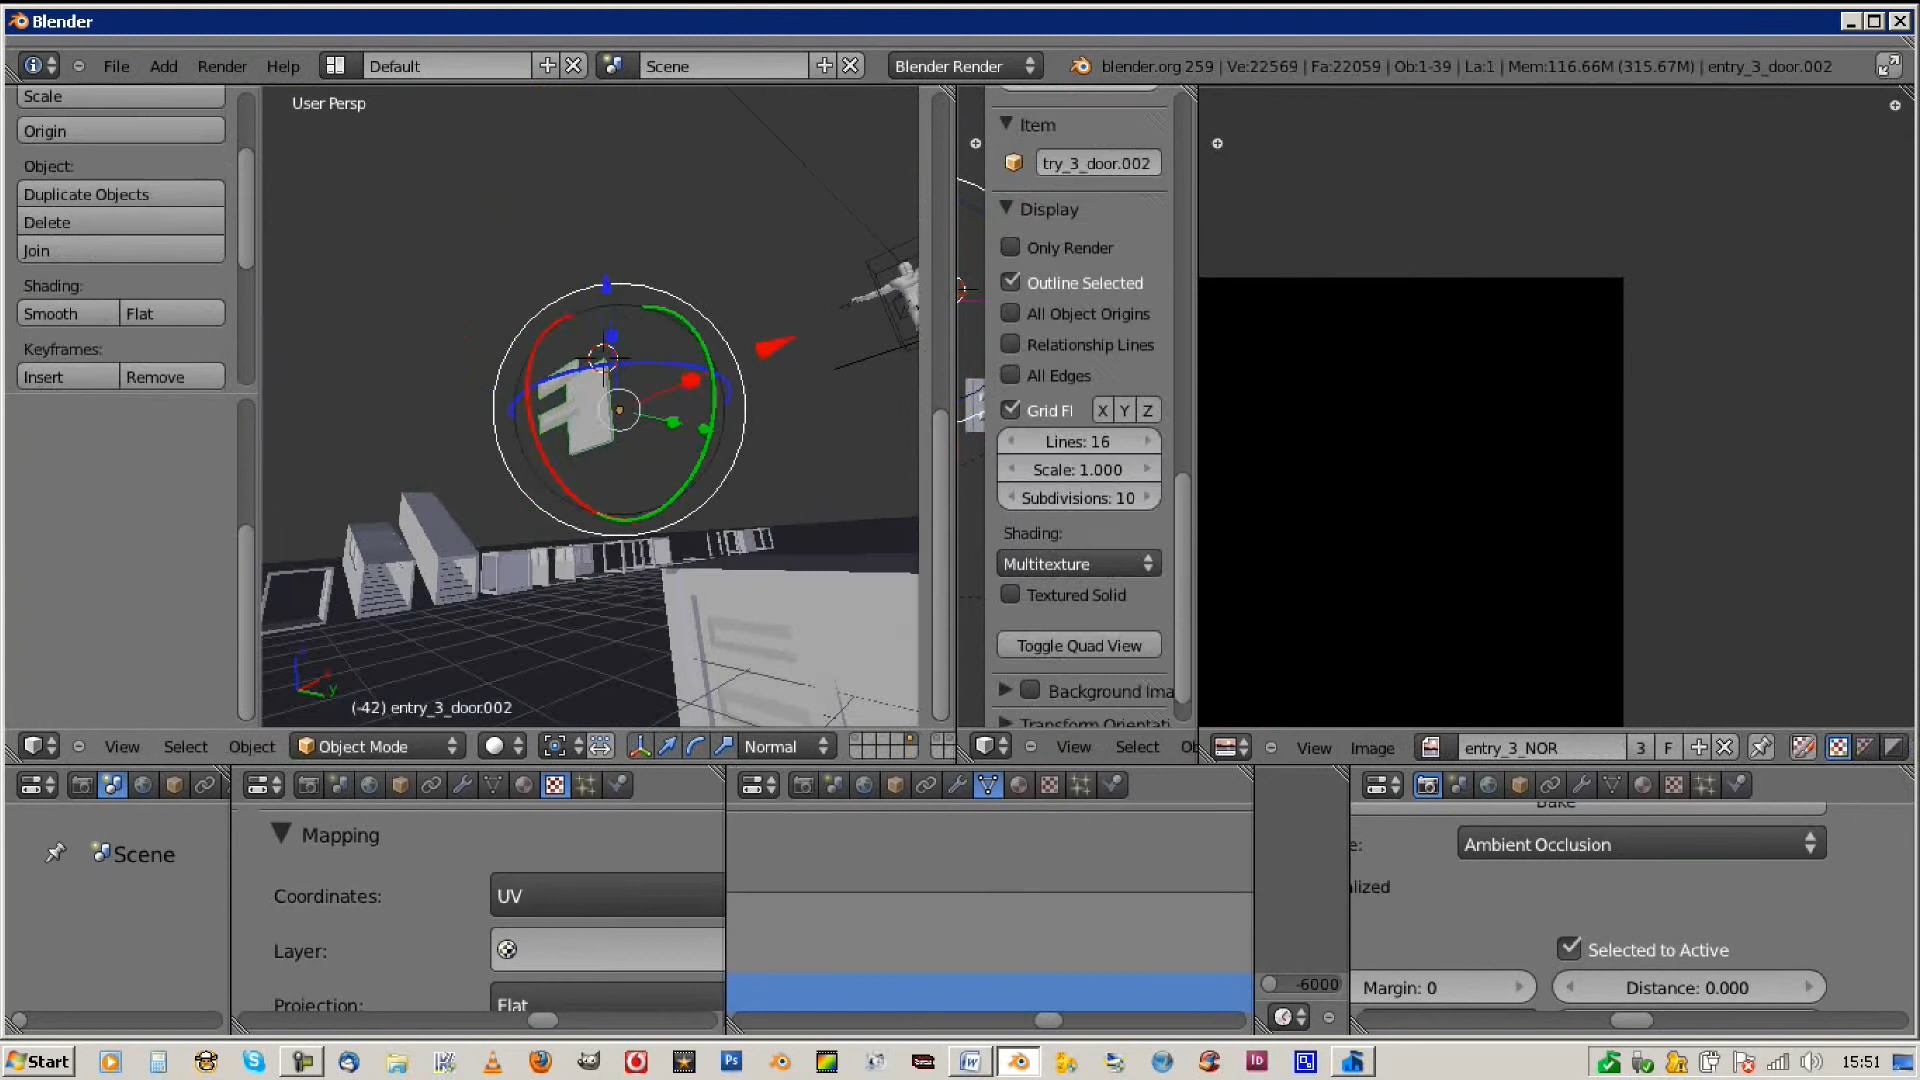 Blender
File Add Render Help Default Scene Blender Render blender.org 259 | Ve:22569 | Fa:22059 | Ob:1-39 | La:1 | Mem:116.66M (315.67M) | entry_3_door.002
Scale
Origin
Object:
Duplicate Objects
Delete
Join
Shading:
Smooth Flat
Keyframes:
Insert Remove
User Persp
(-42) entry_3_door.002
Item
try_3_door.002
Display
Only Render
Outline Selected
All Object Origins
Relationship Lines
All Edges
Grid Fl X Y Z
Lines: 16
Scale: 1.000
Subdivisions: 10
Shading:
Multitexture
Textured Solid
Toggle Quad View
Background Ima
Transform Orientati
View Select Object Object Mode Normal
View Select Ob
View Image entry_3_NOR 3 F
Scene
Mapping
Coordinates: UV
Layer:
Projection: Flat
-6000
Bake
e: Ambient Occlusion
alized
Selected to Active
Margin: 0 Distance: 0.000
Start 15:51